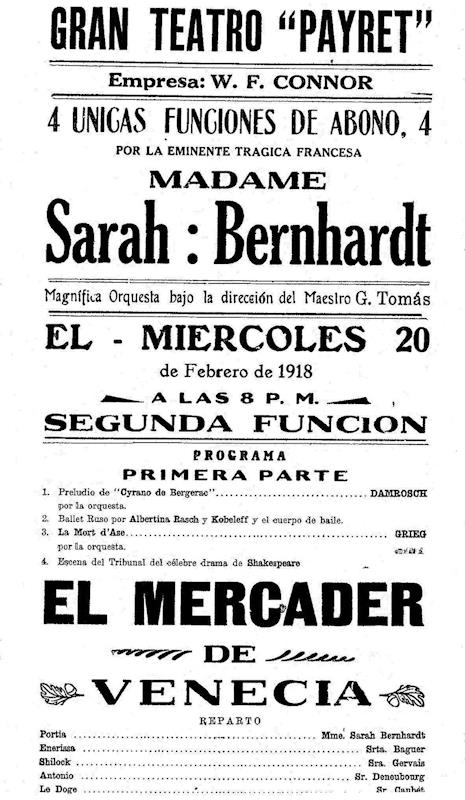 GRAN TEATRO “PAYRET”
Empresa: W. F. CONNOR
4 UNICAS FUNCIONES DE ABONO, 4
POR LA EMINENTE TRAGICA FRANCESA
MADAME
Sarah : Bernhardt
Magnífica Orquesta bajo la direceión del Maestro G. Tomás
EL - MIERCOLES 20
de Febrero de 1918
A LAS 8 P. M.
SEGUNDA FUNCION
PROGRAMA
PRIMERA PARTE
1. Preludio de “Cyrano de Bergerac” DAMROSCH
por la orquesta.
2. Ballet Ruso por Albertina Rasch y Kobeleff y el cuerpo de baile.
3. La Mort d'Ase GRIEG
por la orquesta.
4. Escena del Tribunal del célebre drama de Shakespeare
EL MERCADER
DE
VENECIA
REPARTO
Portia Mme. Sarah Bernhardt
Enerissa Srta. Baguer
Shilock Sra. Gervais
Antonio Sr. Deneubourg
Le Doge Sr.